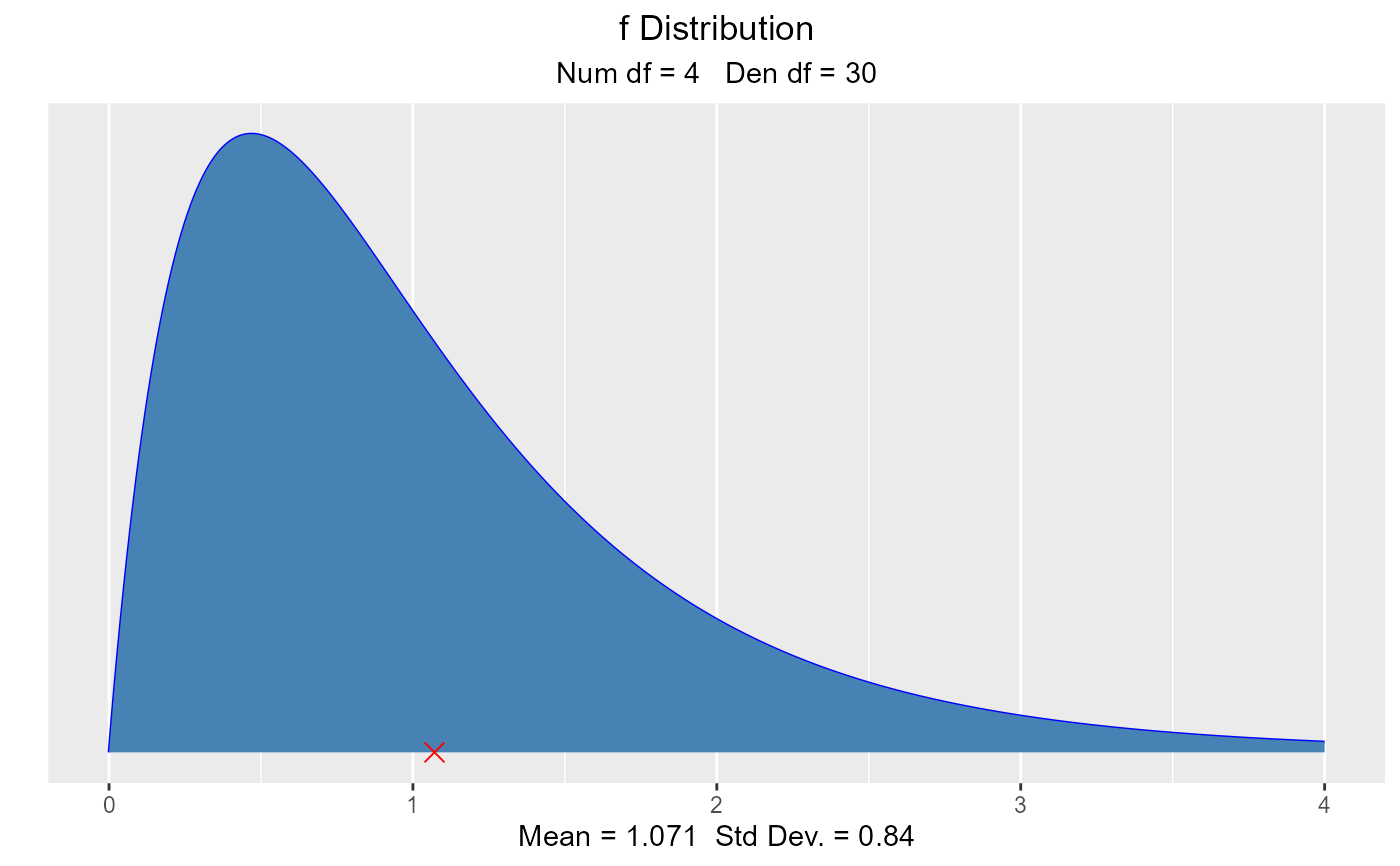 f Distribution
Num df = 4   Den df = 30
0 1 2 3 4
Mean = 1.071  Std Dev. = 0.84